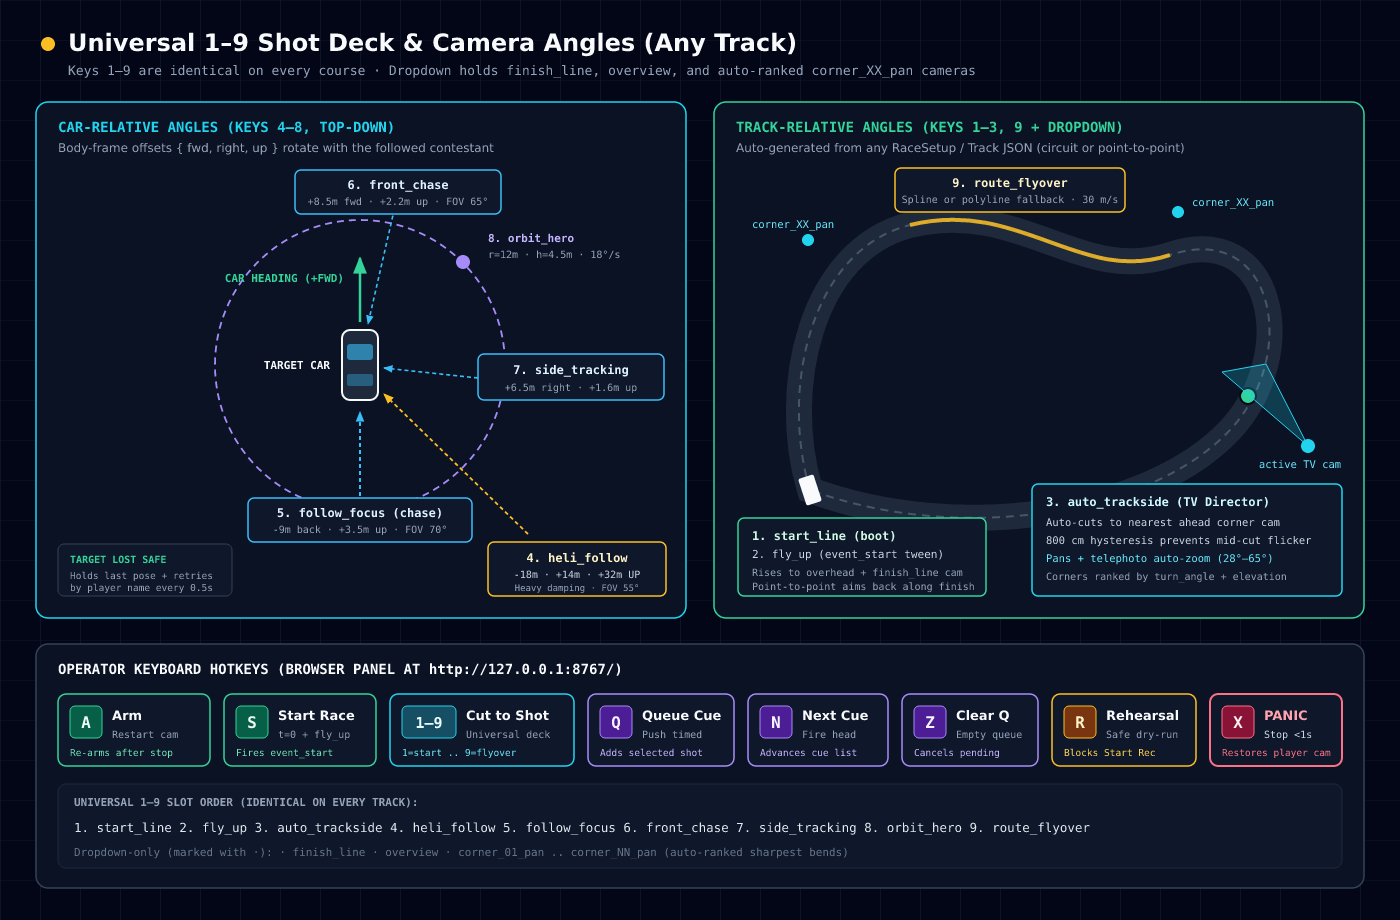 Universal 1–9 Shot Deck & Camera Angles (Any Track)
Keys 1–9 are identical on every course · Dropdown holds finish_line, overview, and auto-ranked corner_XX_pan cameras
CAR-RELATIVE ANGLES (KEYS 4–8, TOP-DOWN)
Body-frame offsets { fwd, right, up } rotate with the followed contestant
6. front_chase
+8.5m fwd · +2.2m up · FOV 65°
8. orbit_hero
r=12m · h=4.5m · 18°/s
CAR HEADING (+FWD)
TARGET CAR
7. side_tracking
+6.5m right · +1.6m up
5. follow_focus (chase)
-9m back · +3.5m up · FOV 70°
4. heli_follow
-18m · +14m · +32m UP
Heavy damping · FOV 55°
TARGET LOST SAFE
Holds last pose + retries
by player name every 0.5s
TRACK-RELATIVE ANGLES (KEYS 1–3, 9 + DROPDOWN)
Auto-generated from any RaceSetup / Track JSON (circuit or point-to-point)
9. route_flyover
Spline or polyline fallback · 30 m/s
corner_XX_pan
corner_XX_pan
active TV cam
1. start_line (boot)
2. fly_up (event_start tween)
Rises to overhead + finish_line cam
Point-to-point aims back along finish
3. auto_trackside (TV Director)
Auto-cuts to nearest ahead corner cam
800 cm hysteresis prevents mid-cut flicker
Pans + telephoto auto-zoom (28°–65°)
Corners ranked by turn_angle + elevation
OPERATOR KEYBOARD HOTKEYS (BROWSER PANEL AT http://127.0.0.1:8767/)
A
Arm
Restart cam
Re-arms after stop
S
Start Race
t=0 + fly_up
Fires event_start
1–9
Cut to Shot
Universal deck
1=start .. 9=flyover
Q
Queue Cue
Push timed
Adds selected shot
N
Next Cue
Fire head
Advances cue list
Z
Clear Q
Empty queue
Cancels pending
R
Rehearsal
Safe dry-run
Blocks Start Rec
X
PANIC
Stop <1s
Restores player cam
UNIVERSAL 1–9 SLOT ORDER (IDENTICAL ON EVERY TRACK):
1. start_line 2. fly_up 3. auto_trackside 4. heli_follow 5. follow_focus 6. front_chase 7. side_tracking 8. orbit_hero 9. route_flyover
Dropdown-only (marked with ·): · finish_line · overview · corner_01_pan .. corner_NN_pan (auto-ranked sharpest bends)